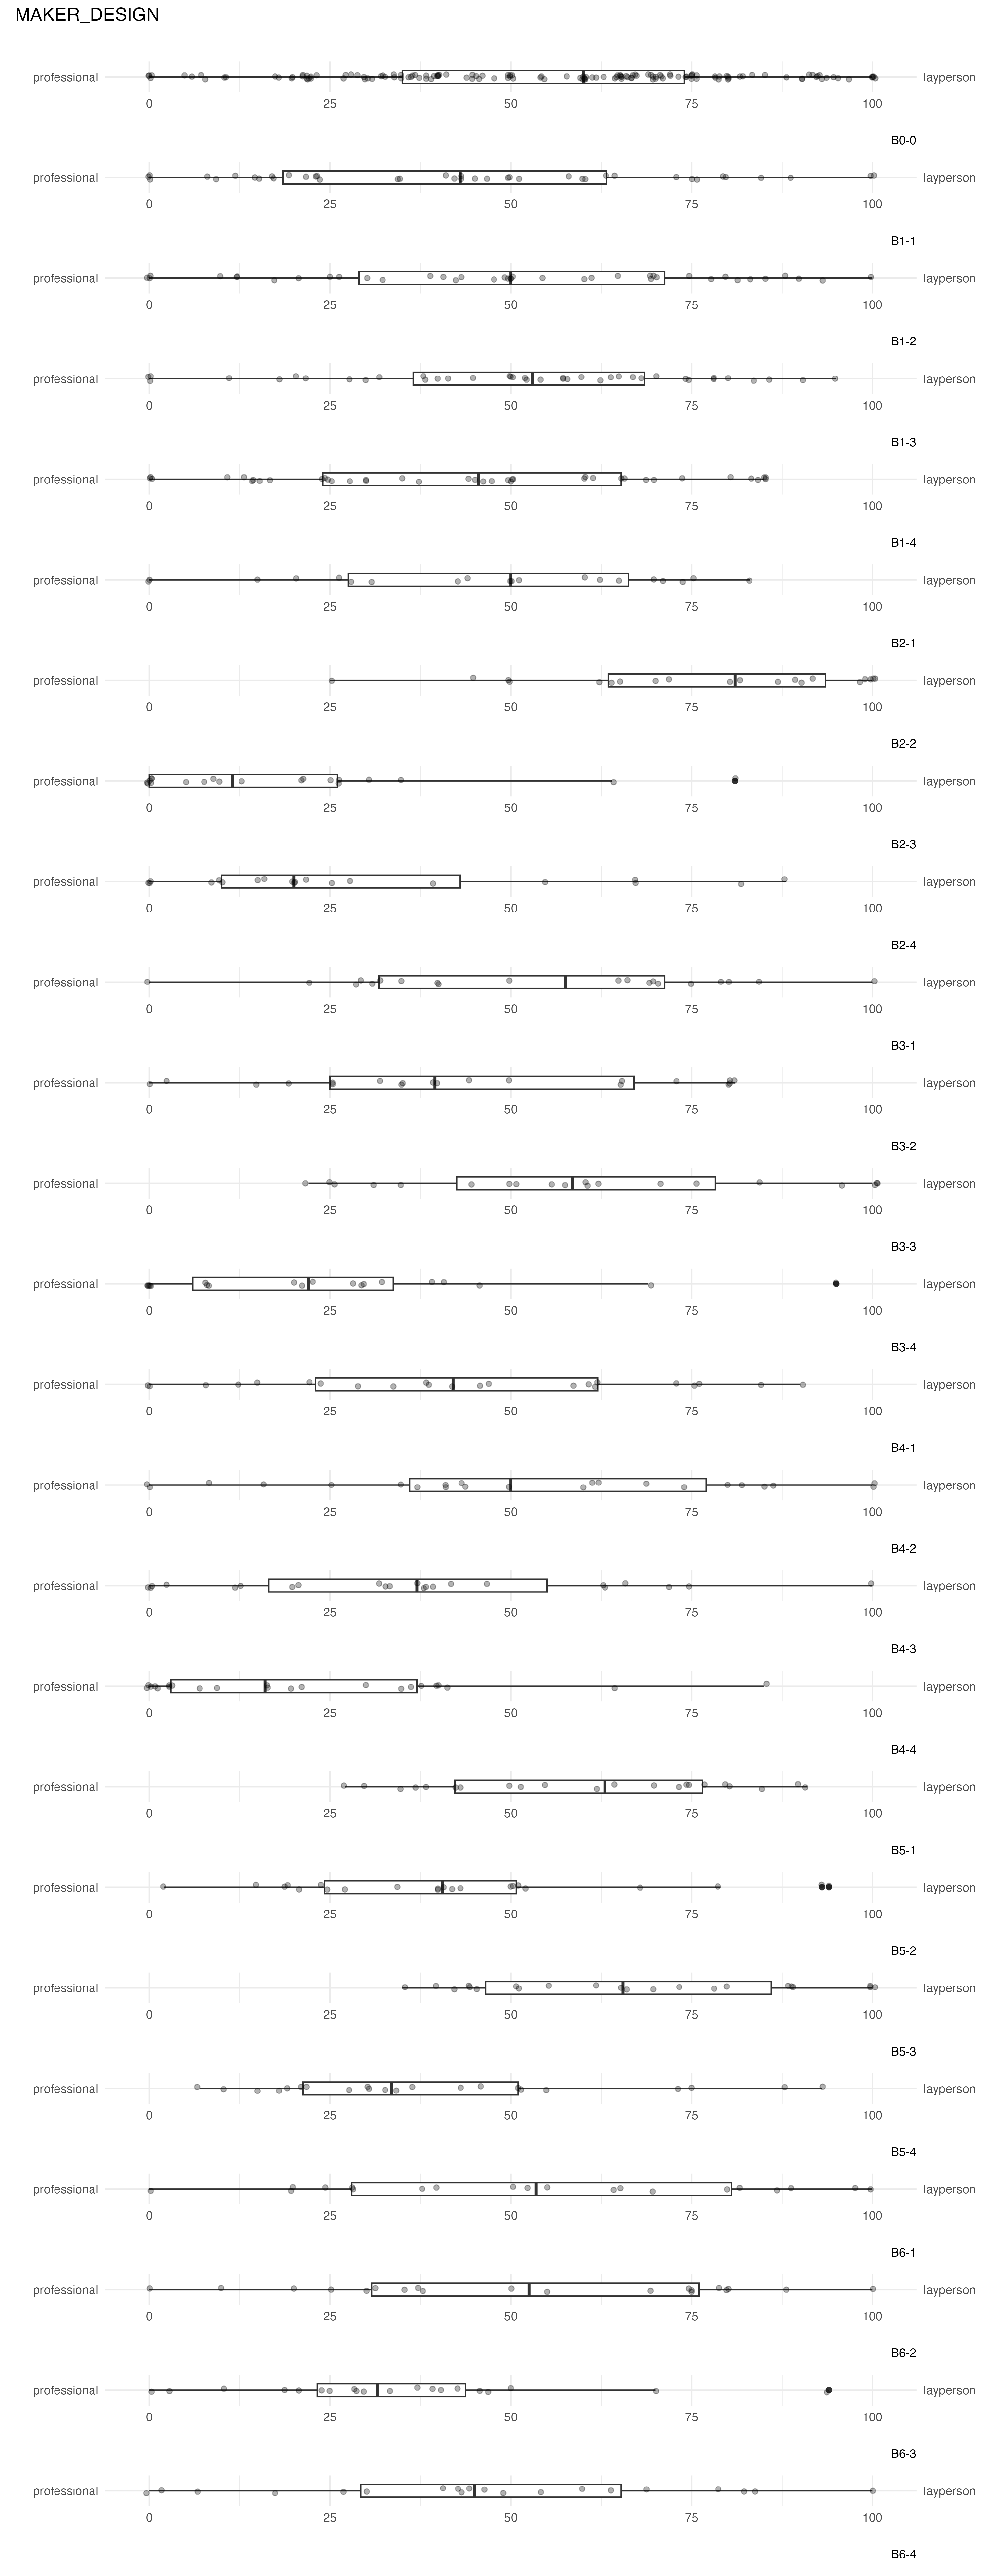 MAKER_DESIGN
professional layperson
0 25 50 75 100
B0-0
professional layperson
0 25 50 75 100
B1-1
professional layperson
0 25 50 75 100
B1-2
professional layperson
0 25 50 75 100
B1-3
professional layperson
0 25 50 75 100
B1-4
professional layperson
0 25 50 75 100
B2-1
professional layperson
0 25 50 75 100
B2-2
professional layperson
0 25 50 75 100
B2-3
professional layperson
0 25 50 75 100
B2-4
professional layperson
0 25 50 75 100
B3-1
professional layperson
0 25 50 75 100
B3-2
professional layperson
0 25 50 75 100
B3-3
professional layperson
0 25 50 75 100
B3-4
professional layperson
0 25 50 75 100
B4-1
professional layperson
0 25 50 75 100
B4-2
professional layperson
0 25 50 75 100
B4-3
professional layperson
0 25 50 75 100
B4-4
professional layperson
0 25 50 75 100
B5-1
professional layperson
0 25 50 75 100
B5-2
professional layperson
0 25 50 75 100
B5-3
professional layperson
0 25 50 75 100
B5-4
professional layperson
0 25 50 75 100
B6-1
professional layperson
0 25 50 75 100
B6-2
professional layperson
0 25 50 75 100
B6-3
professional layperson
0 25 50 75 100
B6-4